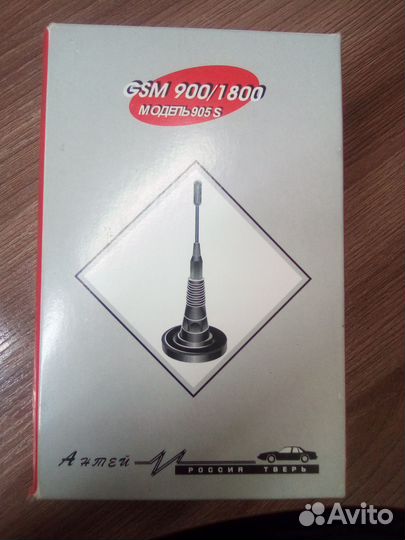 GSM 900/1800
МОДЕЛЬ 905 S
Антей
РОССИЯ ТВЕРЬ
Avito